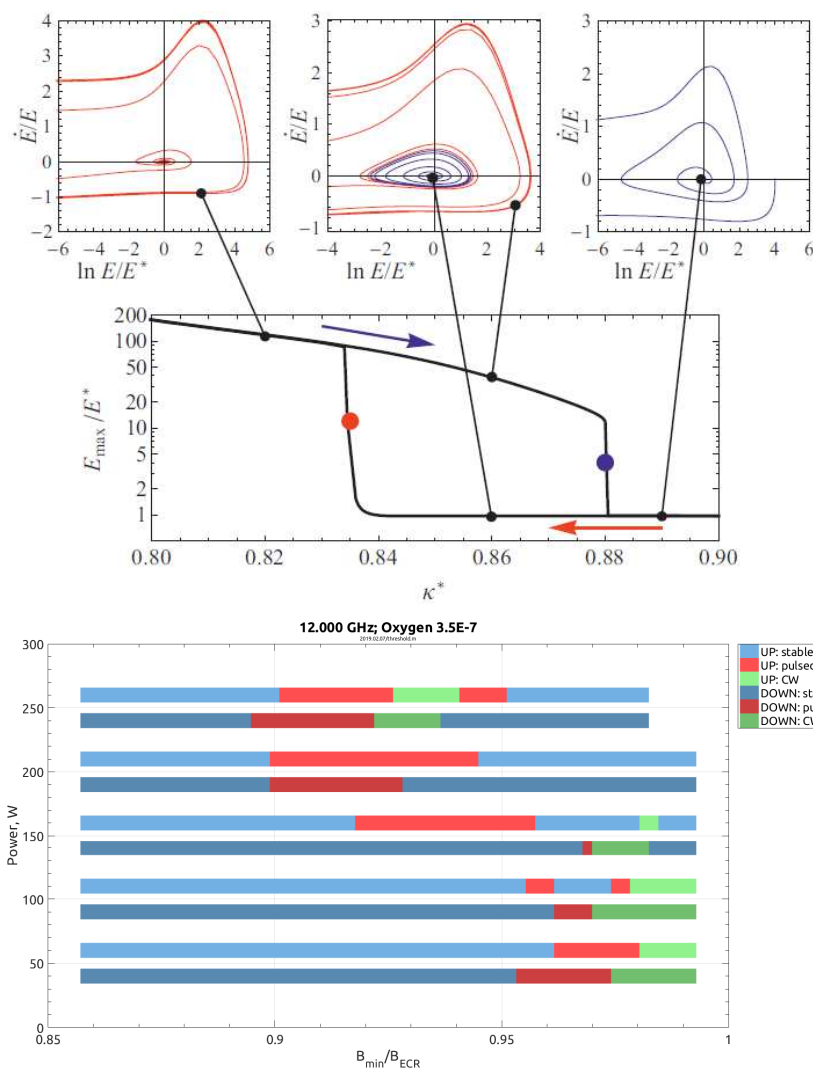 4
3
2
1
0
−1
−2
Ė/E
−6 −4 −2 0 2 4 6
ln E/E*
3
2
1
0
−1
Ė/E
−4 −2 0 2 4
ln E/E*
3
2
1
0
−1
Ė/E
−6 −4 −2 0 2 4 6
ln E/E*
200
100
50
20
10
5
2
1
E_max/E*
0.80 0.82 0.84 0.86 0.88 0.90
κ*
12.000 GHz; Oxygen 3.5E-7
2019.02.07/threshold.m
300
250
200
150
100
50
0
Power, W
0.85 0.9 0.95 1
B_min/B_ECR
UP: stable
UP: pulsed
UP: CW
DOWN: st
DOWN: pu
DOWN: CW